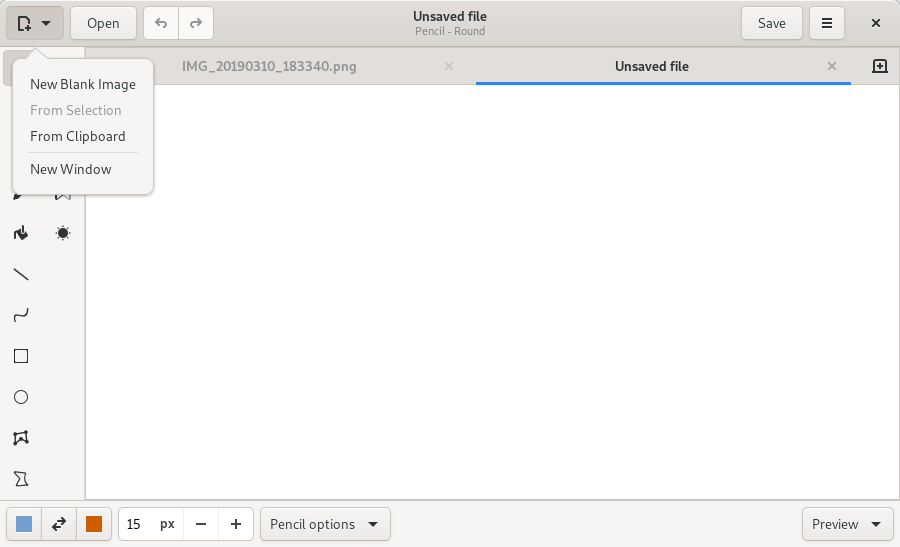 Open
Unsaved file
Pencil - Round
Save
IMG_20190310_183340.png
Unsaved file
New Blank Image
From Selection
From Clipboard
New Window
15 px
Pencil options
Preview